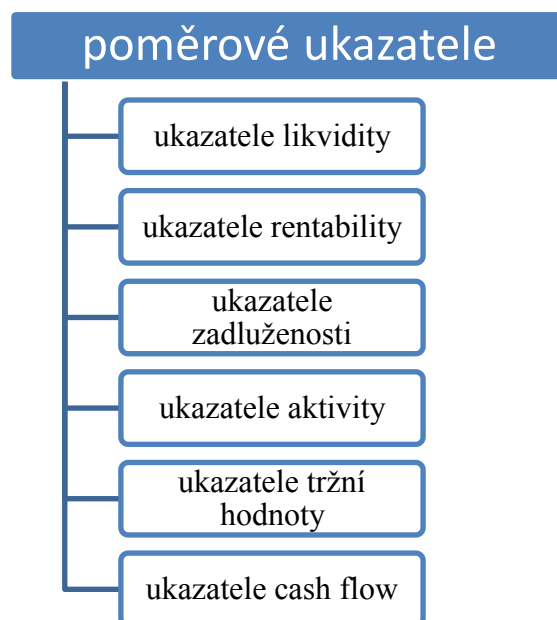 poměrové ukazatele
ukazatele likvidity
ukazatele rentability
ukazatele
zadluženosti
ukazatele aktivity
ukazatele tržní
hodnoty
ukazatele cash flow